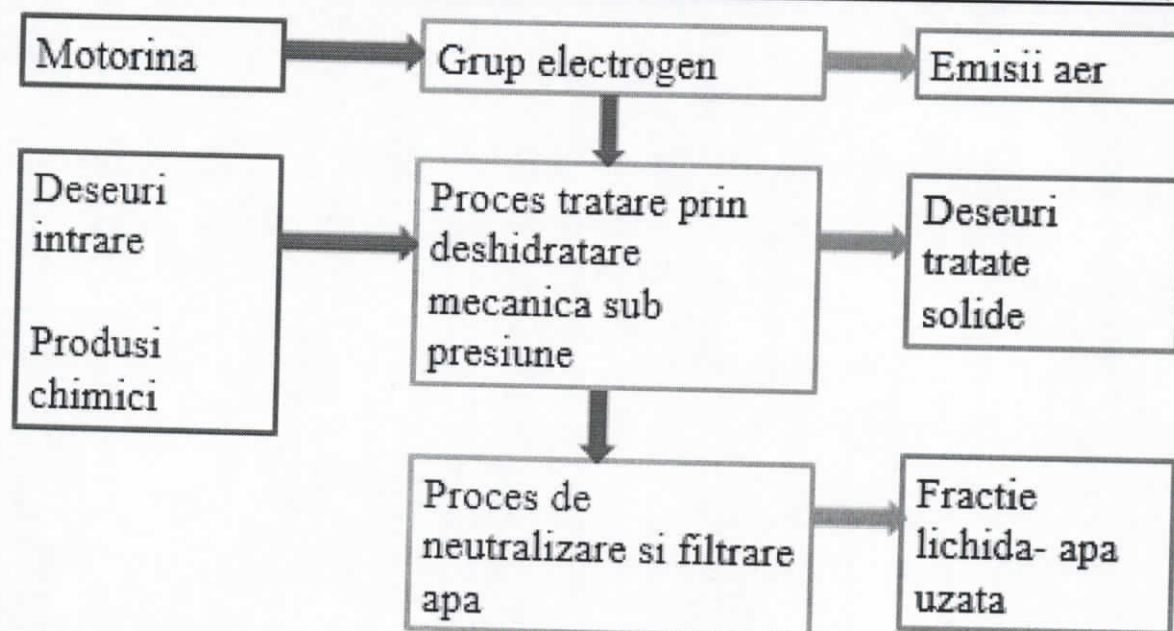 Motorina
Grup electrogen
Emisii aer
Deseuri
intrare
Produsi
chimici
Proces tratare prin
deshidratare
mecanica sub
presiune
Deseuri
tratate
solide
Proces de
neutralizare si filtrare
apa
Fractie
lichida- apa
uzata